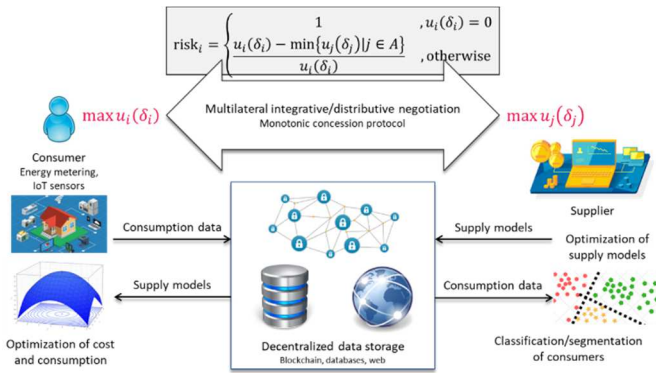 risk_i = { 1 , u_i(δ_i) = 0
u_i(δ_i) − min{u_j(δ_j)|j ∈ A} / u_i(δ_i) , otherwise
Multilateral integrative/distributive negotiation
Monotonic concession protocol
max u_i(δ_i)
max u_j(δ_j)
Consumer
Energy metering,
IoT sensors
Supplier
Consumption data
Supply models
Optimization of
supply models
Supply models
Consumption data
Decentralized data storage
Blockchain, databases, web
Optimization of cost
and consumption
Classification/segmentation
of consumers